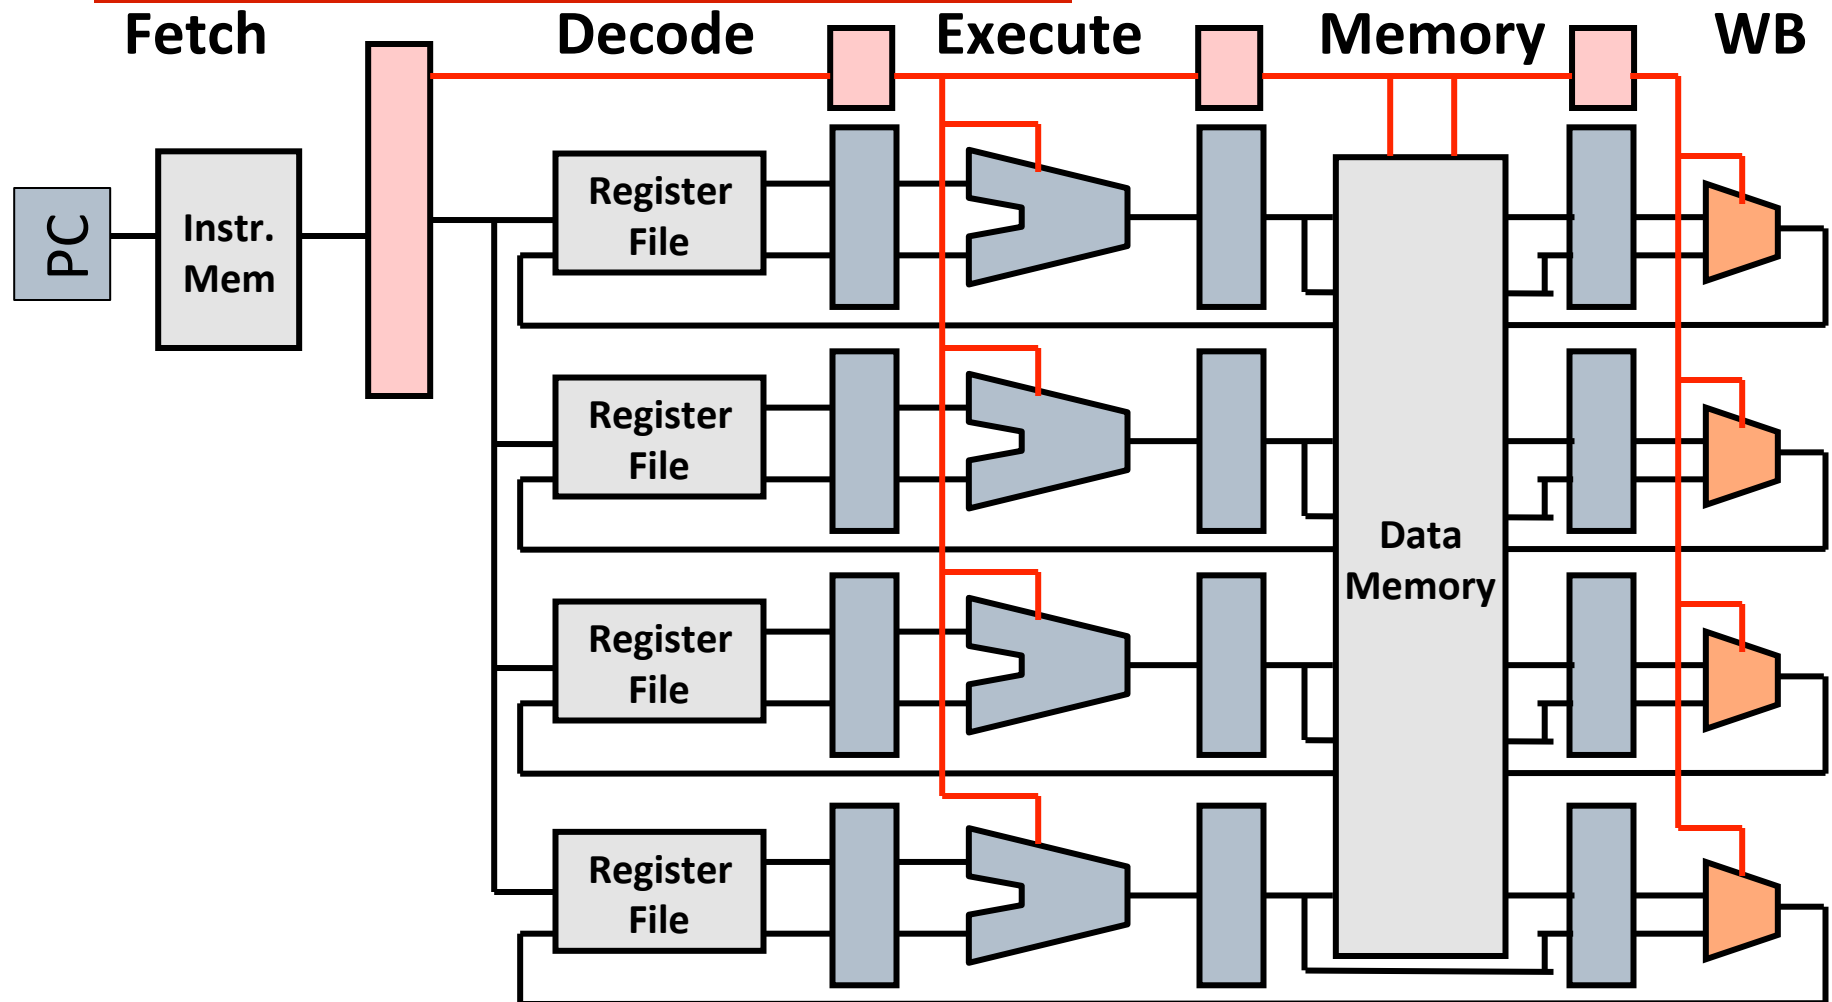 Fetch
Decode
Execute
Memory
WB
PC
Instr.
Mem
Register
File
Register
File
Register
File
Register
File
Data
Memory